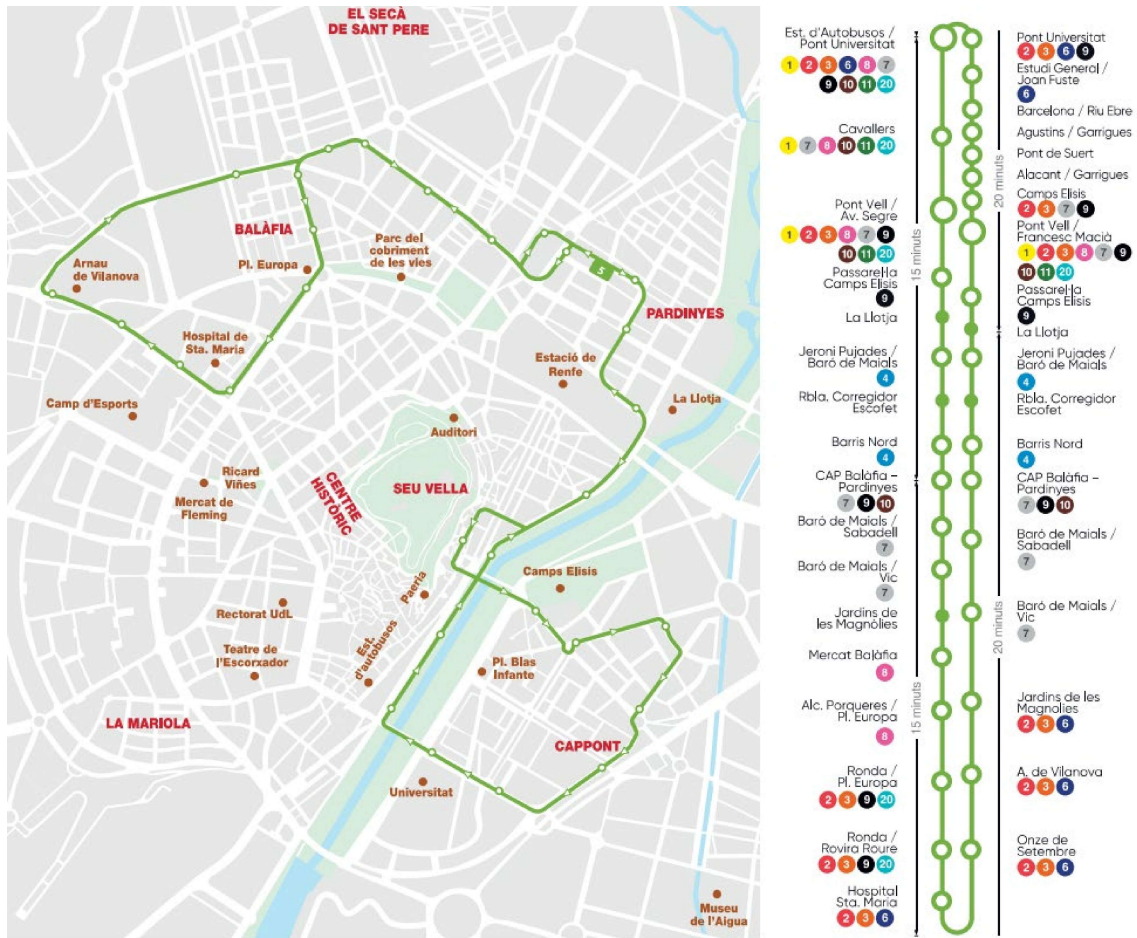 EL SECÀ
DE SANT PERE
BALÀFIA
Parc del
cobriment
de les vies
Arnau
de Vilanova
Pl. Europa
5
PARDINYES
Hospital de
Sta. Maria
Estació de
Renfe
La Llotja
Camp d'Esports
Auditori
Ricard
Viñes
Mercat de
Fleming
CENTRE
HISTÒRIC
SEU VELLA
Camps Elisis
Paeria
Rectorat UdL
Est.
d'autobusos
Teatre de
l'Escorxador
Pl. Blas
Infante
LA MARIOLA
CAPPONT
Universitat
Museu
de l'Aigua
Est. d'Autobusos /
Pont Universitat
1 2 3 6 8 7
9 10 11 20
Cavallers
1 7 8 10 11 20
Pont Vell /
Av. Segre
1 2 3 8 7 9
10 11 20
Passarel·la
Camps Elisis
9
La Llotja
Jeroni Pujades /
Baró de Maials
4
Rbla. Corregidor
Escofet
Barris Nord
4
CAP Balàfia –
Pardinyes
7 9 10
Baró de Maials /
Sabadell
7
Baró de Maials /
Vic
7
Jardins de
les Magnòlies
Mercat Balàfia
8
Alc. Porqueres /
Pl. Europa
8
Ronda /
Pl. Europa
2 3 9 20
Ronda /
Rovira Roure
2 3 9 20
Hospital
Sta. Maria
2 3 6
15 minuts
15 minuts
20 minuts
20 minuts
Pont Universitat
2 3 6 9
Estudi General /
Joan Fuste
6
Barcelona / Riu Ebre
Agustins / Garrigues
Pont de Suert
Alacant / Garrigues
Camps Elisis
2 3 7 9
Pont Vell /
Francesc Macià
1 2 3 8 7 9
10 11 20
Passarel·la
Camps Elisis
9
La Llotja
Jeroni Pujades /
Baró de Maials
4
Rbla. Corregidor
Escofet
Barris Nord
4
CAP Balàfia –
Pardinyes
7 9 10
Baró de Maials /
Sabadell
7
Baró de Maials /
Vic
7
Jardins de les
Magnolies
2 3 6
A. de Vilanova
2 3 6
Onze de
Setembre
2 3 6